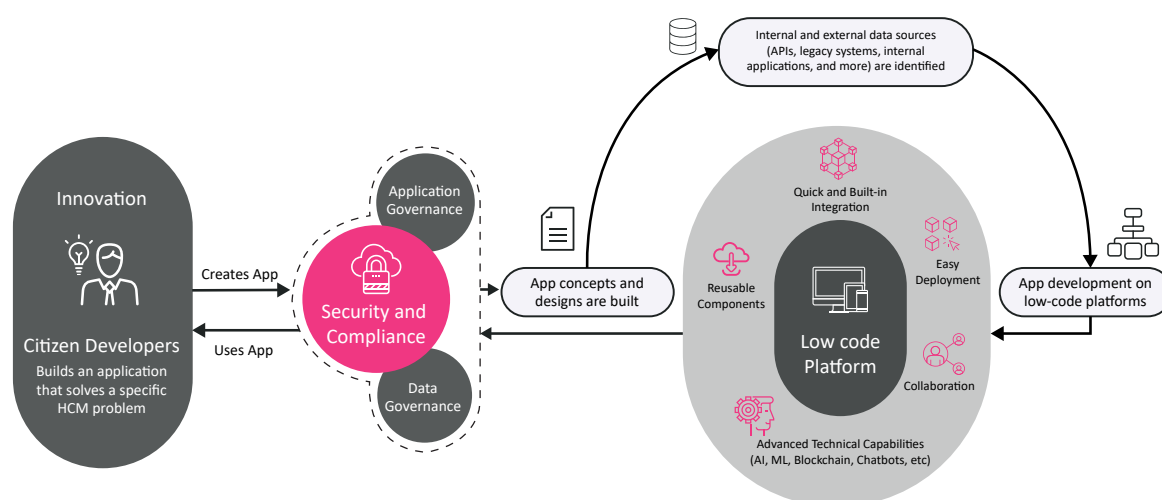 Internal and external data sources
(APIs, legacy systems, internal
applications, and more) are identified
Innovation
Citizen Developers
Builds an application
that solves a specific
HCM problem
Creates App
Uses App
Application
Governance
Security and
Compliance
Data
Governance
App concepts and
designs are built
Quick and Built-in
Integration
Reusable
Components
Easy
Deployment
Low code
Platform
Collaboration
Advanced Technical Capabilities
(AI, ML, Blockchain, Chatbots, etc)
App development on
low-code platforms